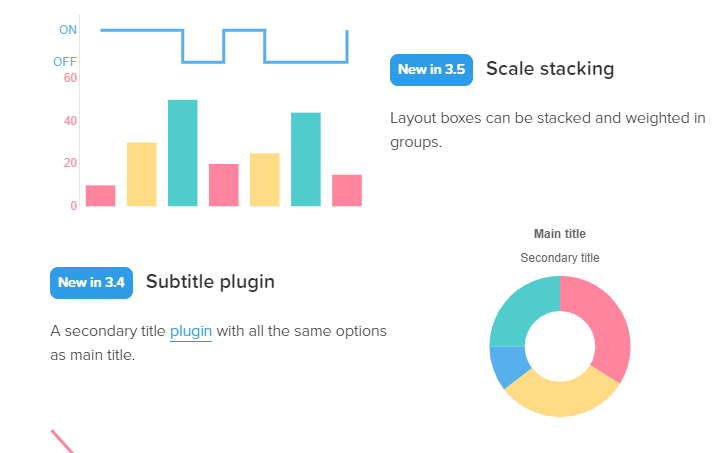 ON
OFF
60
40
20
0
New in 3.5 Scale stacking
Layout boxes can be stacked and weighted in
groups.
New in 3.4 Subtitle plugin
A secondary title plugin with all the same options
as main title.
Main title
Secondary title